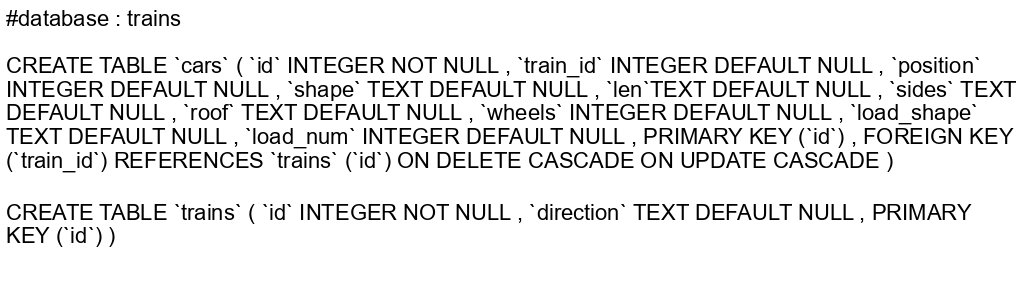 #database : trains
CREATE TABLE `cars` ( `id` INTEGER NOT NULL , `train_id` INTEGER DEFAULT NULL , `position`
INTEGER DEFAULT NULL , `shape` TEXT DEFAULT NULL , `len`TEXT DEFAULT NULL , `sides` TEXT
DEFAULT NULL , `roof` TEXT DEFAULT NULL , `wheels` INTEGER DEFAULT NULL , `load_shape`
TEXT DEFAULT NULL , `load_num` INTEGER DEFAULT NULL , PRIMARY KEY (`id`) , FOREIGN KEY
(`train_id`) REFERENCES `trains` (`id`) ON DELETE CASCADE ON UPDATE CASCADE )
CREATE TABLE `trains` ( `id` INTEGER NOT NULL , `direction` TEXT DEFAULT NULL , PRIMARY
KEY (`id`) )